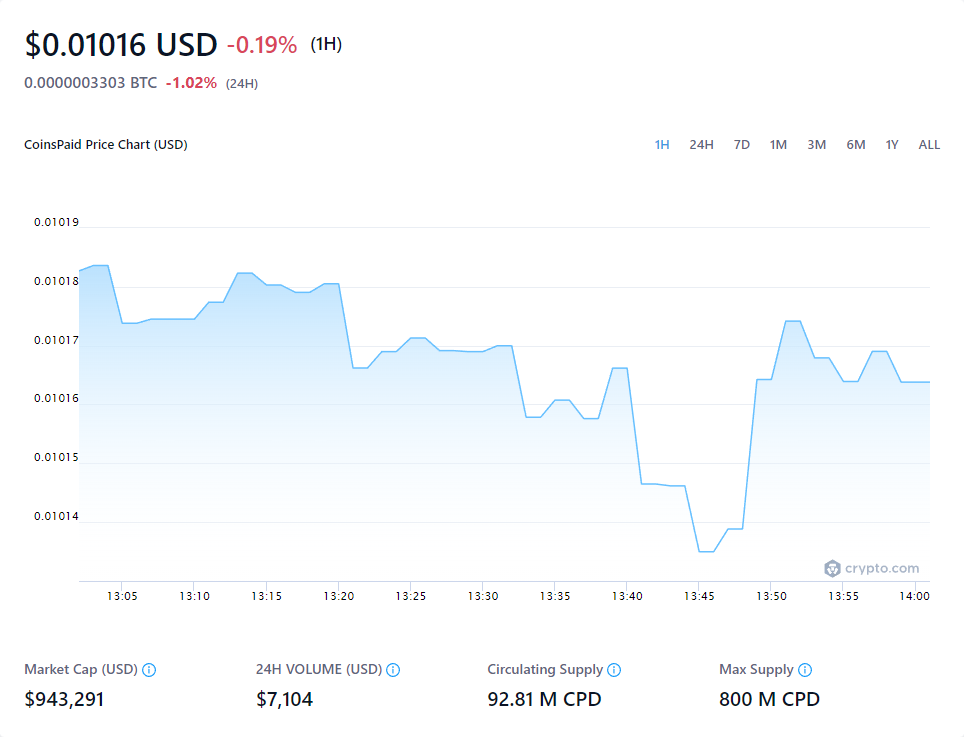 $0.01016 USD -0.19% (1H)
0.0000003303 BTC -1.02% (24H)
CoinsPaid Price Chart (USD) 1H 24H 7D 1M 3M 6M 1Y ALL
0.01019
0.01018
0.01017
0.01016
0.01015
0.01014
crypto.com
13:05 13:10 13:15 13:20 13:25 13:30 13:35 13:40 13:45 13:50 13:55 14:00
Market Cap (USD) 24H VOLUME (USD) Circulating Supply Max Supply
$943,291 $7,104 92.81 M CPD 800 M CPD